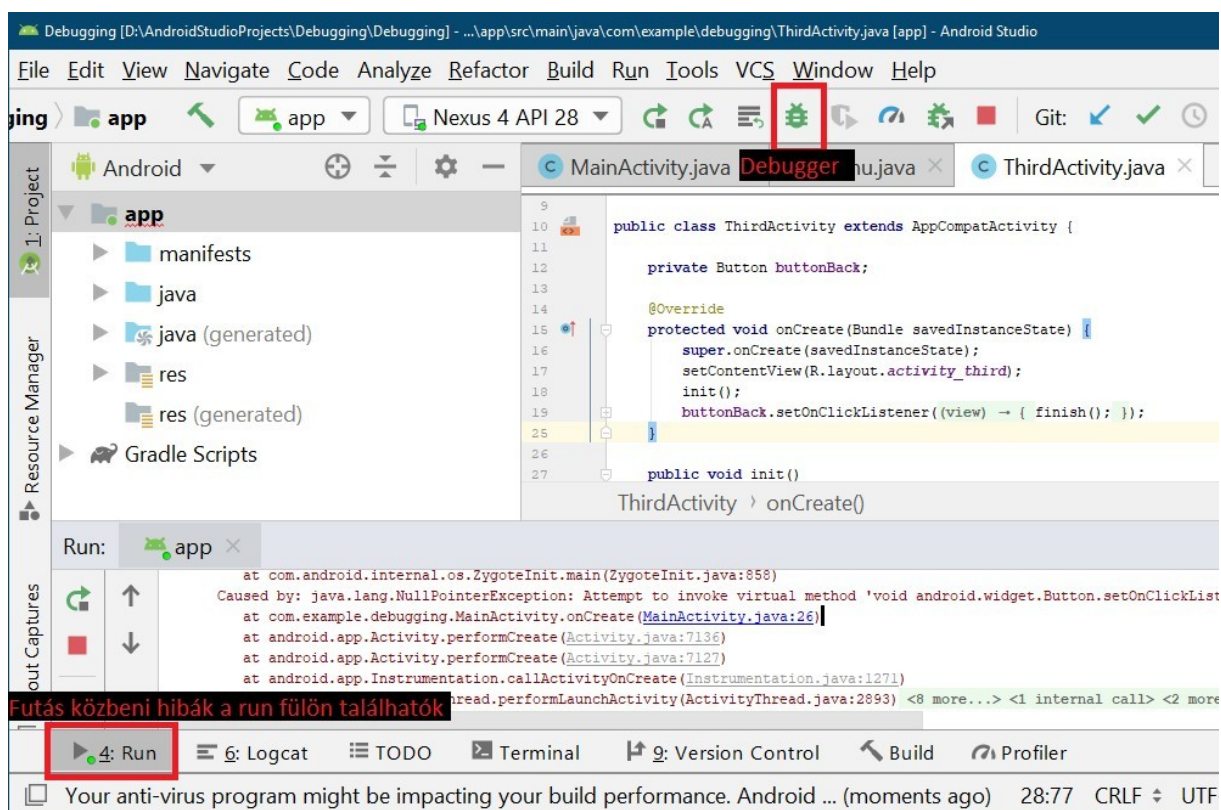 Debugging [D:\AndroidStudioProjects\Debugging\Debugging] - ...\app\src\main\java\com\example\debugging\ThirdActivity.java [app] - Android Studio
File Edit View Navigate Code Analyze Refactor Build Run Tools VCS Window Help
ging app app Nexus 4 API 28 Git:
1: Project
Resource Manager
out Captures
Android
app
manifests
java
java (generated)
res
res (generated)
Gradle Scripts
MainActivity.java Debugger nu.java ThirdActivity.java
9
10 public class ThirdActivity extends AppCompatActivity {
11
12 private Button buttonBack;
13
14 @Override
15 protected void onCreate(Bundle savedInstanceState) {
16 super.onCreate(savedInstanceState);
17 setContentView(R.layout.activity_third);
18 init();
19 buttonBack.setOnClickListener((view) → { finish(); });
25 }
26
27 public void init()
ThirdActivity › onCreate()
Run: app
at com.android.internal.os.ZygoteInit.main(ZygoteInit.java:858)
Caused by: java.lang.NullPointerException: Attempt to invoke virtual method 'void android.widget.Button.setOnClickList
at com.example.debugging.MainActivity.onCreate(MainActivity.java:26)
at android.app.Activity.performCreate(Activity.java:7136)
at android.app.Activity.performCreate(Activity.java:7127)
at android.app.Instrumentation.callActivityOnCreate(Instrumentation.java:1271)
Futás közbeni hibák a run fülön találhatók
hread.performLaunchActivity(ActivityThread.java:2893) <8 more...> <1 internal call> <2 more
4: Run 6: Logcat TODO Terminal 9: Version Control Build Profiler
Your anti-virus program might be impacting your build performance. Android ... (moments ago) 28:77 CRLF UTF